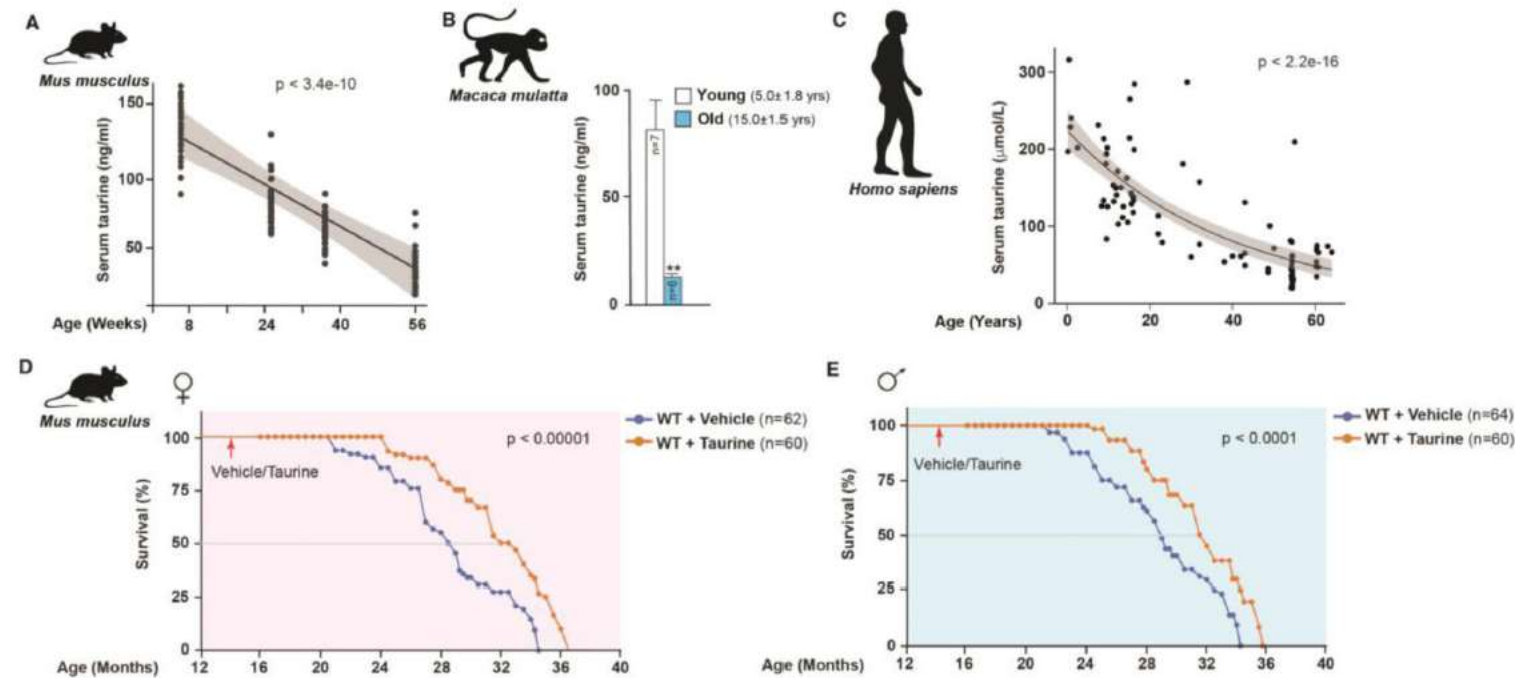 A
Mus musculus
p < 3.4e-10
Serum taurine (ng/ml)
150
100
50
Age (Weeks)
8
24
40
56
B
Macaca mulatta
Serum taurine (ng/ml)
100
50
0
n=7
**
Young (5.0±1.8 yrs)
Old (15.0±1.5 yrs)
C
Homo sapiens
p < 2.2e-16
Serum taurine (μmol/L)
300
200
100
0
Age (Years)
0
20
40
60
D
Mus musculus
♀
WT + Vehicle (n=62)
WT + Taurine (n=60)
p < 0.00001
Vehicle/Taurine
Survival (%)
100
75
50
25
0
Age (Months)
12
16
20
24
28
32
36
40
E
♂
WT + Vehicle (n=64)
WT + Taurine (n=60)
p < 0.0001
Vehicle/Taurine
Survival (%)
100
75
50
25
0
Age (Months)
12
16
20
24
28
32
36
40